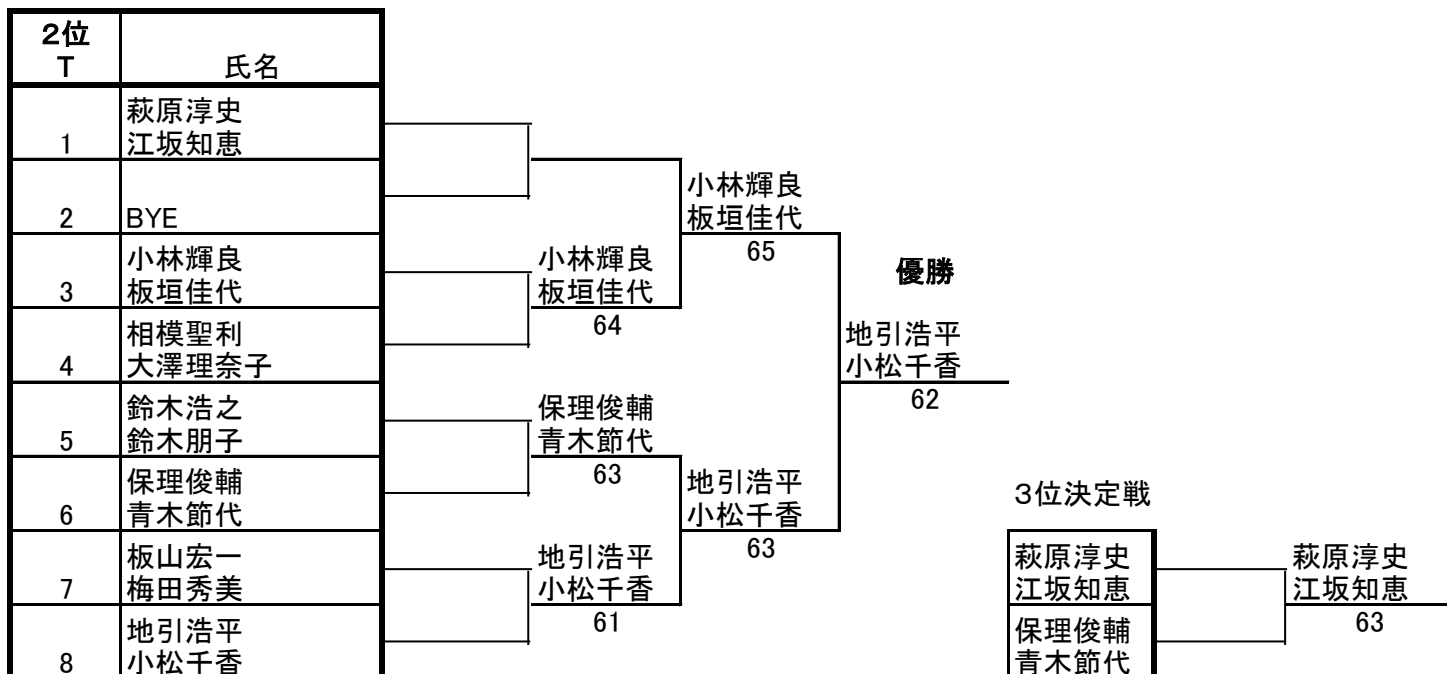 2位
T
氏名
萩原淳史
1 江坂知恵
2 BYE
小林輝良
3 板垣佳代
相模聖利
4 大澤理奈子
鈴木浩之
5 鈴木朋子
保理俊輔
6 青木節代
板山宏一
7 梅田秀美
地引浩平
8 小松千香
小林輝良
板垣佳代
64
保理俊輔
青木節代
63
地引浩平
小松千香
61
小林輝良
板垣佳代
65
地引浩平
小松千香
63
優勝
地引浩平
小松千香
62
3位決定戦
萩原淳史
江坂知恵
保理俊輔
青木節代
萩原淳史
江坂知恵
63